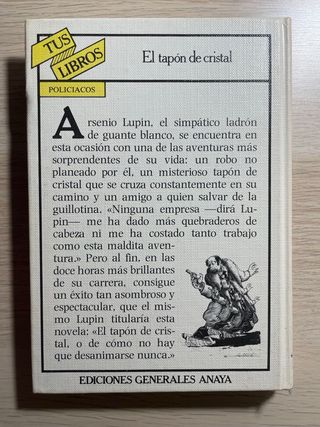 TUS
LIBROS
POLICIACOS
El tapón de cristal
Arsenio Lupin, el simpático ladrón
de guante blanco, se encuentra en
esta ocasión con una de las aventuras más
sorprendentes de su vida: un robo no
planeado por él, un misterioso tapón de
cristal que se cruza constantemente en su
camino y un amigo a quien salvar de la
guillotina. «Ninguna empresa —dirá Lu-
pin— me ha dado más quebraderos de
cabeza ni me ha costado tanto trabajo
como esta maldita aven-
tura.» Pero al fin, en las
doce horas más brillantes
de su carrera, consigue
un éxito tan asombroso y
espectacular, que el mis-
mo Lupin titularía esta
novela: «El tapón de cris-
tal, o de cómo no hay
que desanimarse nunca.»
EDICIONES GENERALES ANAYA